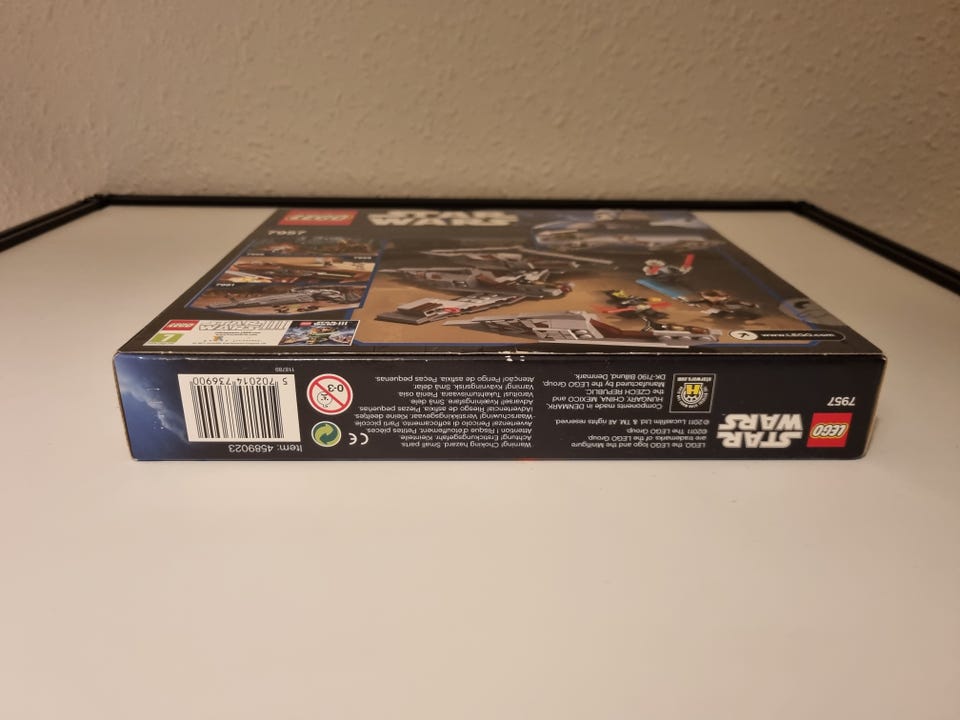 LEGO
STAR
WARS
7957
LEGO
7
7957
LEGO
STAR
WARS
LEGO, the LEGO logo and the Minifigure
are trademarks of the LEGO Group.
©2011 The LEGO Group.
© 2011 Lucasfilm Ltd. & TM. All rights reserved.
Components made in DENMARK,
HUNGARY, CHINA, MEXICO and
the CZECH REPUBLIC.
Manufactured by the LEGO Group,
DK-7190 Billund, Denmark.
CE
0-3
Warning: Choking hazard. Small parts.
Achtung: Erstickungsgefahr. Kleinteile.
Attention ! Risque d'étouffement. Petites pièces.
Avvertenza: Pericolo di soffocamento. Piccole parti
Waarschuwing: Verstikkingsgevaar. Kleine deeltjes.
Advertencia: Riesgo de asfixia. Piezas pequeñas.
Advarsel! Kvælningsfare. Små dele.
Varoitus! Tukehtumisvaara. Pieniä osia
Varning! Kvävningsrisk. Små delar.
Atenção! Perigo de asfixia. Peças pequenas.
Item: 4589023
5 702014 736900